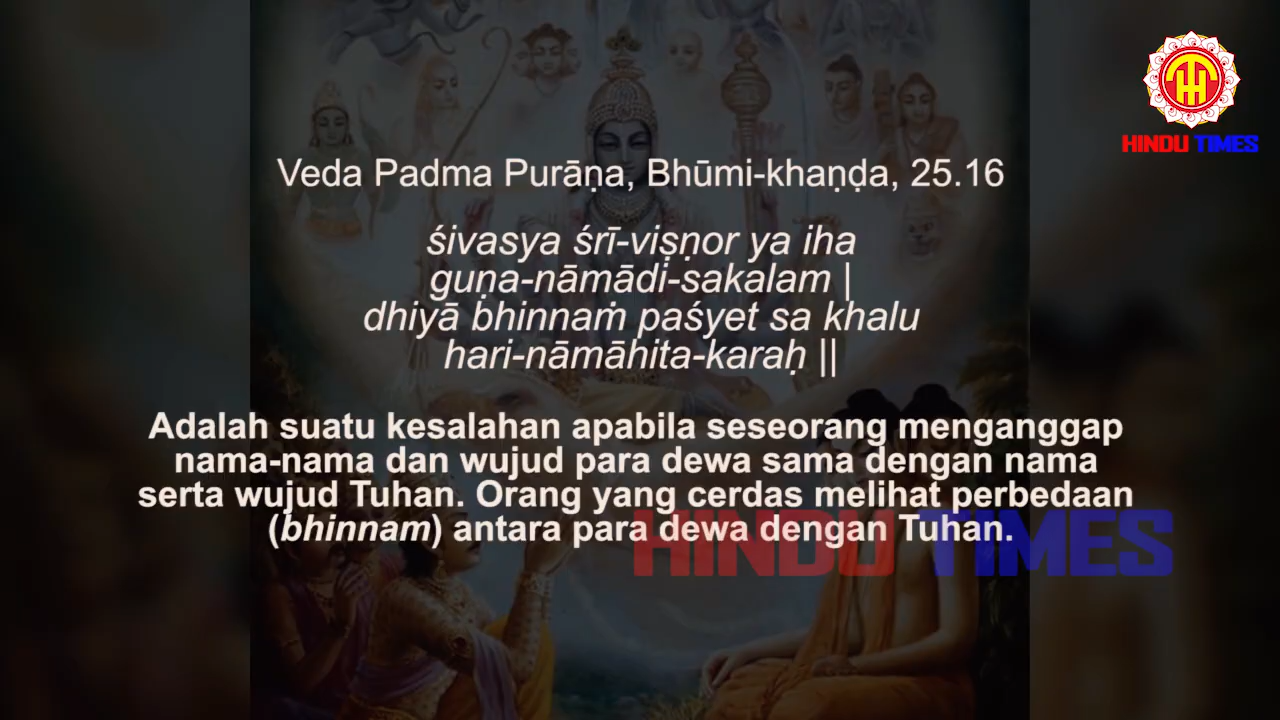 HINDU TIMES
Veda Padma Purāṇa, Bhūmi-khaṇḍa, 25.16
śivasya śrī-viṣṇor ya iha
guṇa-nāmādi-sakalam |
dhiyā bhinnaṁ paśyet sa khalu
hari-nāmāhita-karaḥ ||
Adalah suatu kesalahan apabila seseorang menganggap
nama-nama dan wujud para dewa sama dengan nama
serta wujud Tuhan. Orang yang cerdas melihat perbedaan
(bhinnam) antara para dewa dengan Tuhan.
HINDU TIMES